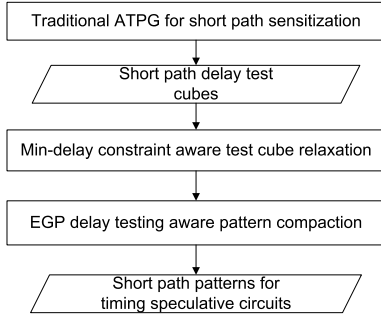 Traditional ATPG for short path sensitization
Short path delay test
cubes
Min-delay constraint aware test cube relaxation
EGP delay testing aware pattern compaction
Short path patterns for
timing speculative circuits